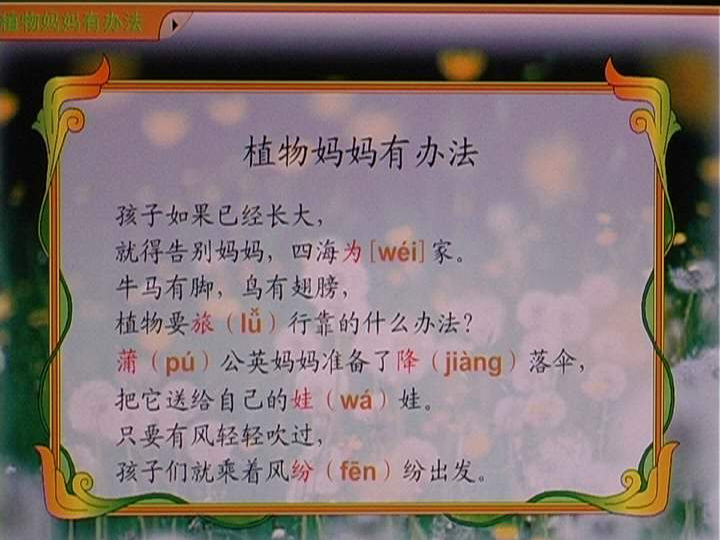 植物妈妈有办法
植物妈妈有办法
孩子如果已经长大，
就得告别妈妈，四海为[wéi]家。
牛马有脚，鸟有翅膀，
植物要旅（lǚ）行靠的什么办法？
蒲（pú）公英妈妈准备了降（jiàng）落伞，
把它送给自己的娃（wá）娃。
只要有风轻轻吹过，
孩子们就乘着风纷（fēn）纷出发。